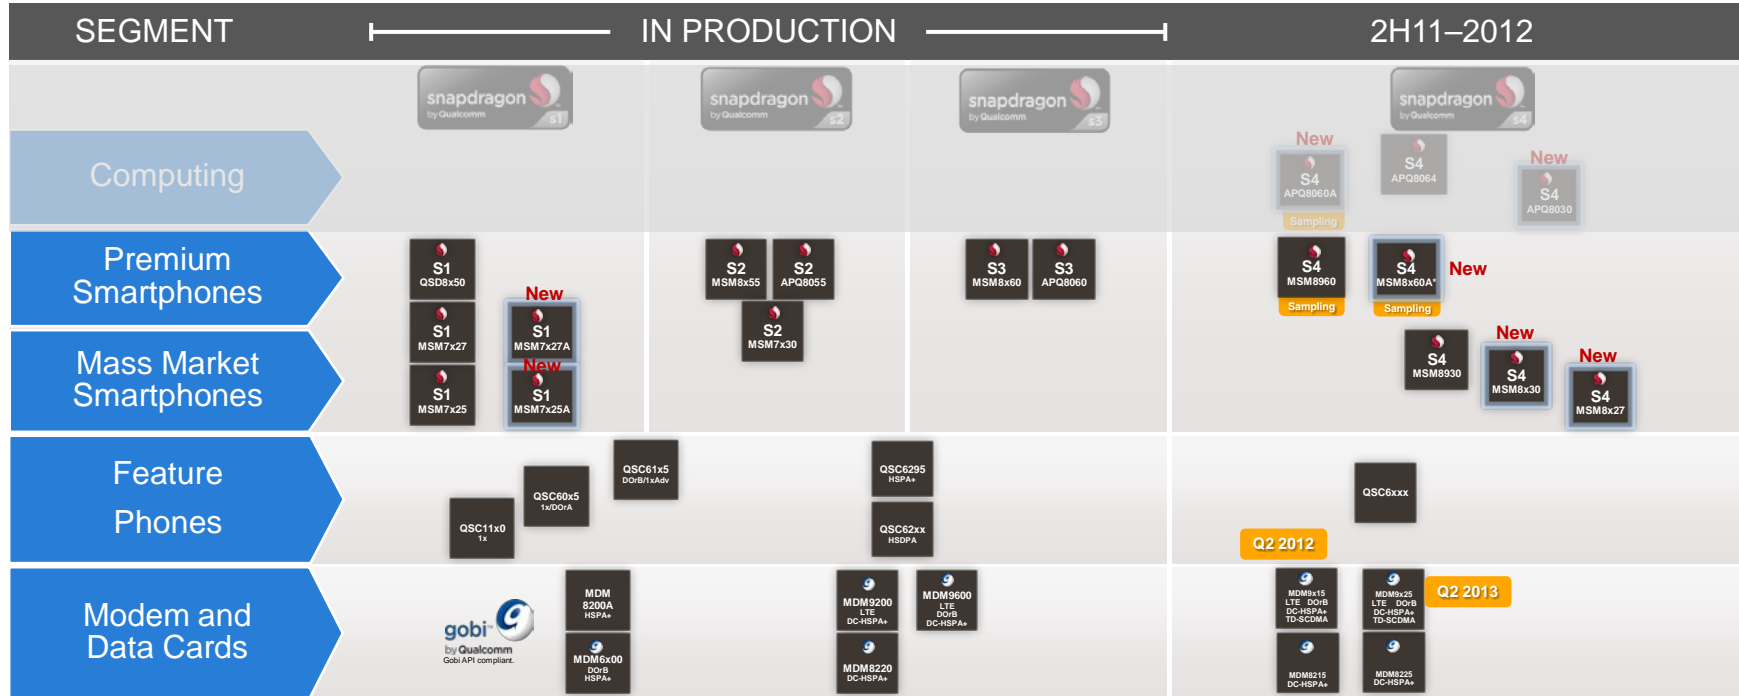 SEGMENT
IN PRODUCTION
2H11–2012
snapdragon
by Qualcomm
s1
snapdragon
by Qualcomm
s2
snapdragon
by Qualcomm
s3
snapdragon
by Qualcomm
s4
Computing
New
S4
APQ8060A
Sampling
S4
APQ8064
New
S4
APQ8030
Premium
Smartphones
S1
QSD8x50
S2
MSM8x55
S2
APQ8055
S3
MSM8x60
S3
APQ8060
S4
MSM8960
Sampling
S4
MSM8x60A*
Sampling
New
Mass Market
Smartphones
S1
MSM7x27
New
S1
MSM7x27A
S2
MSM7x30
S1
MSM7x25
New
S1
MSM7x25A
S4
MSM8930
New
S4
MSM8x30
New
S4
MSM8x27
Feature
Phones
QSC11x0
1x
QSC60x5
1x/DOrA
QSC61x5
DOrB/1xAdv
QSC6295
HSPA+
QSC62xx
HSDPA
QSC6xxx
Q2 2012
Modem and
Data Cards
gobi™
by Qualcomm
Gobi API compliant.
MDM
8200A
HSPA+
MDM6x00
DOrB
HSPA+
MDM9200
LTE
DC-HSPA+
MDM9600
LTE
DOrB
DC-HSPA+
MDM8220
DC-HSPA+
MDM9x15
LTE DOrB
DC-HSPA+
TD-SCDMA
MDM9x25
LTE DOrB
DC-HSPA+
TD-SCDMA
Q2 2013
MDM8215
DC-HSPA+
MDM8225
DC-HSPA+